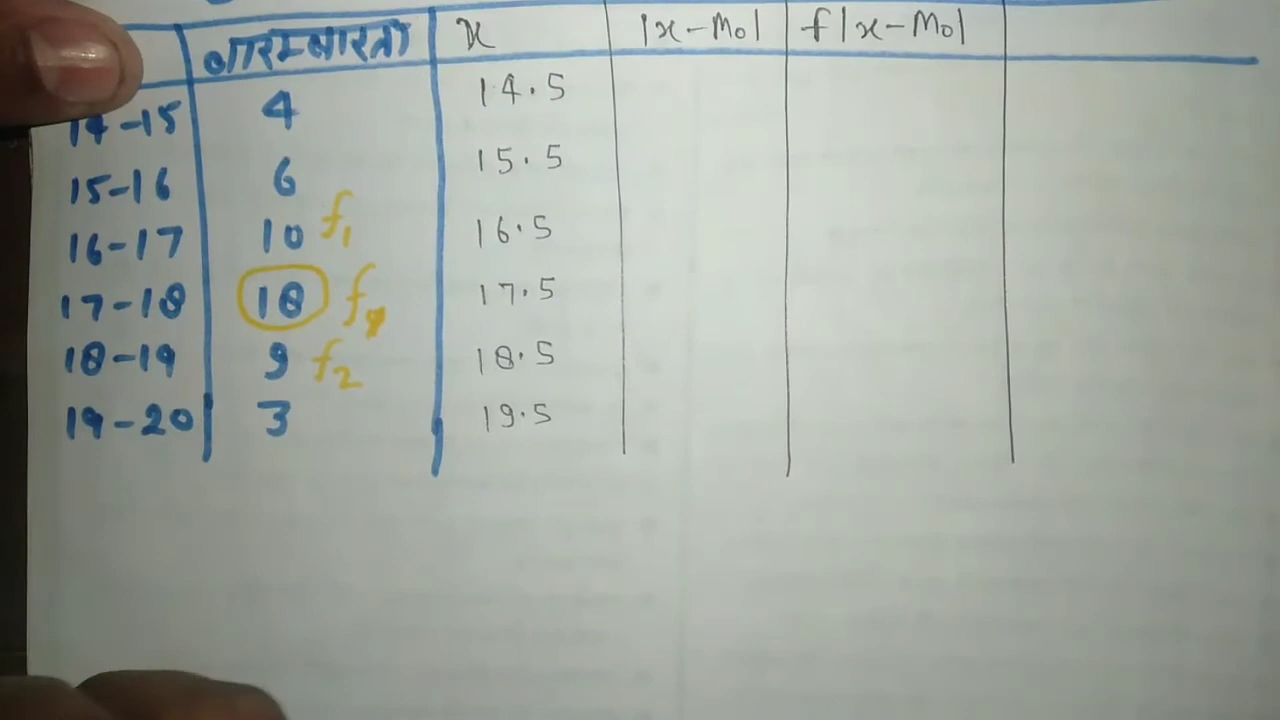 बारम्बारता x |x-Mo| f|x-Mo|
14-15 4 14.5
15-16 6 15.5
16-17 10 f1 16.5
17-18 18 f 17.5
18-19 9 f2 18.5
19-20 3 19.5